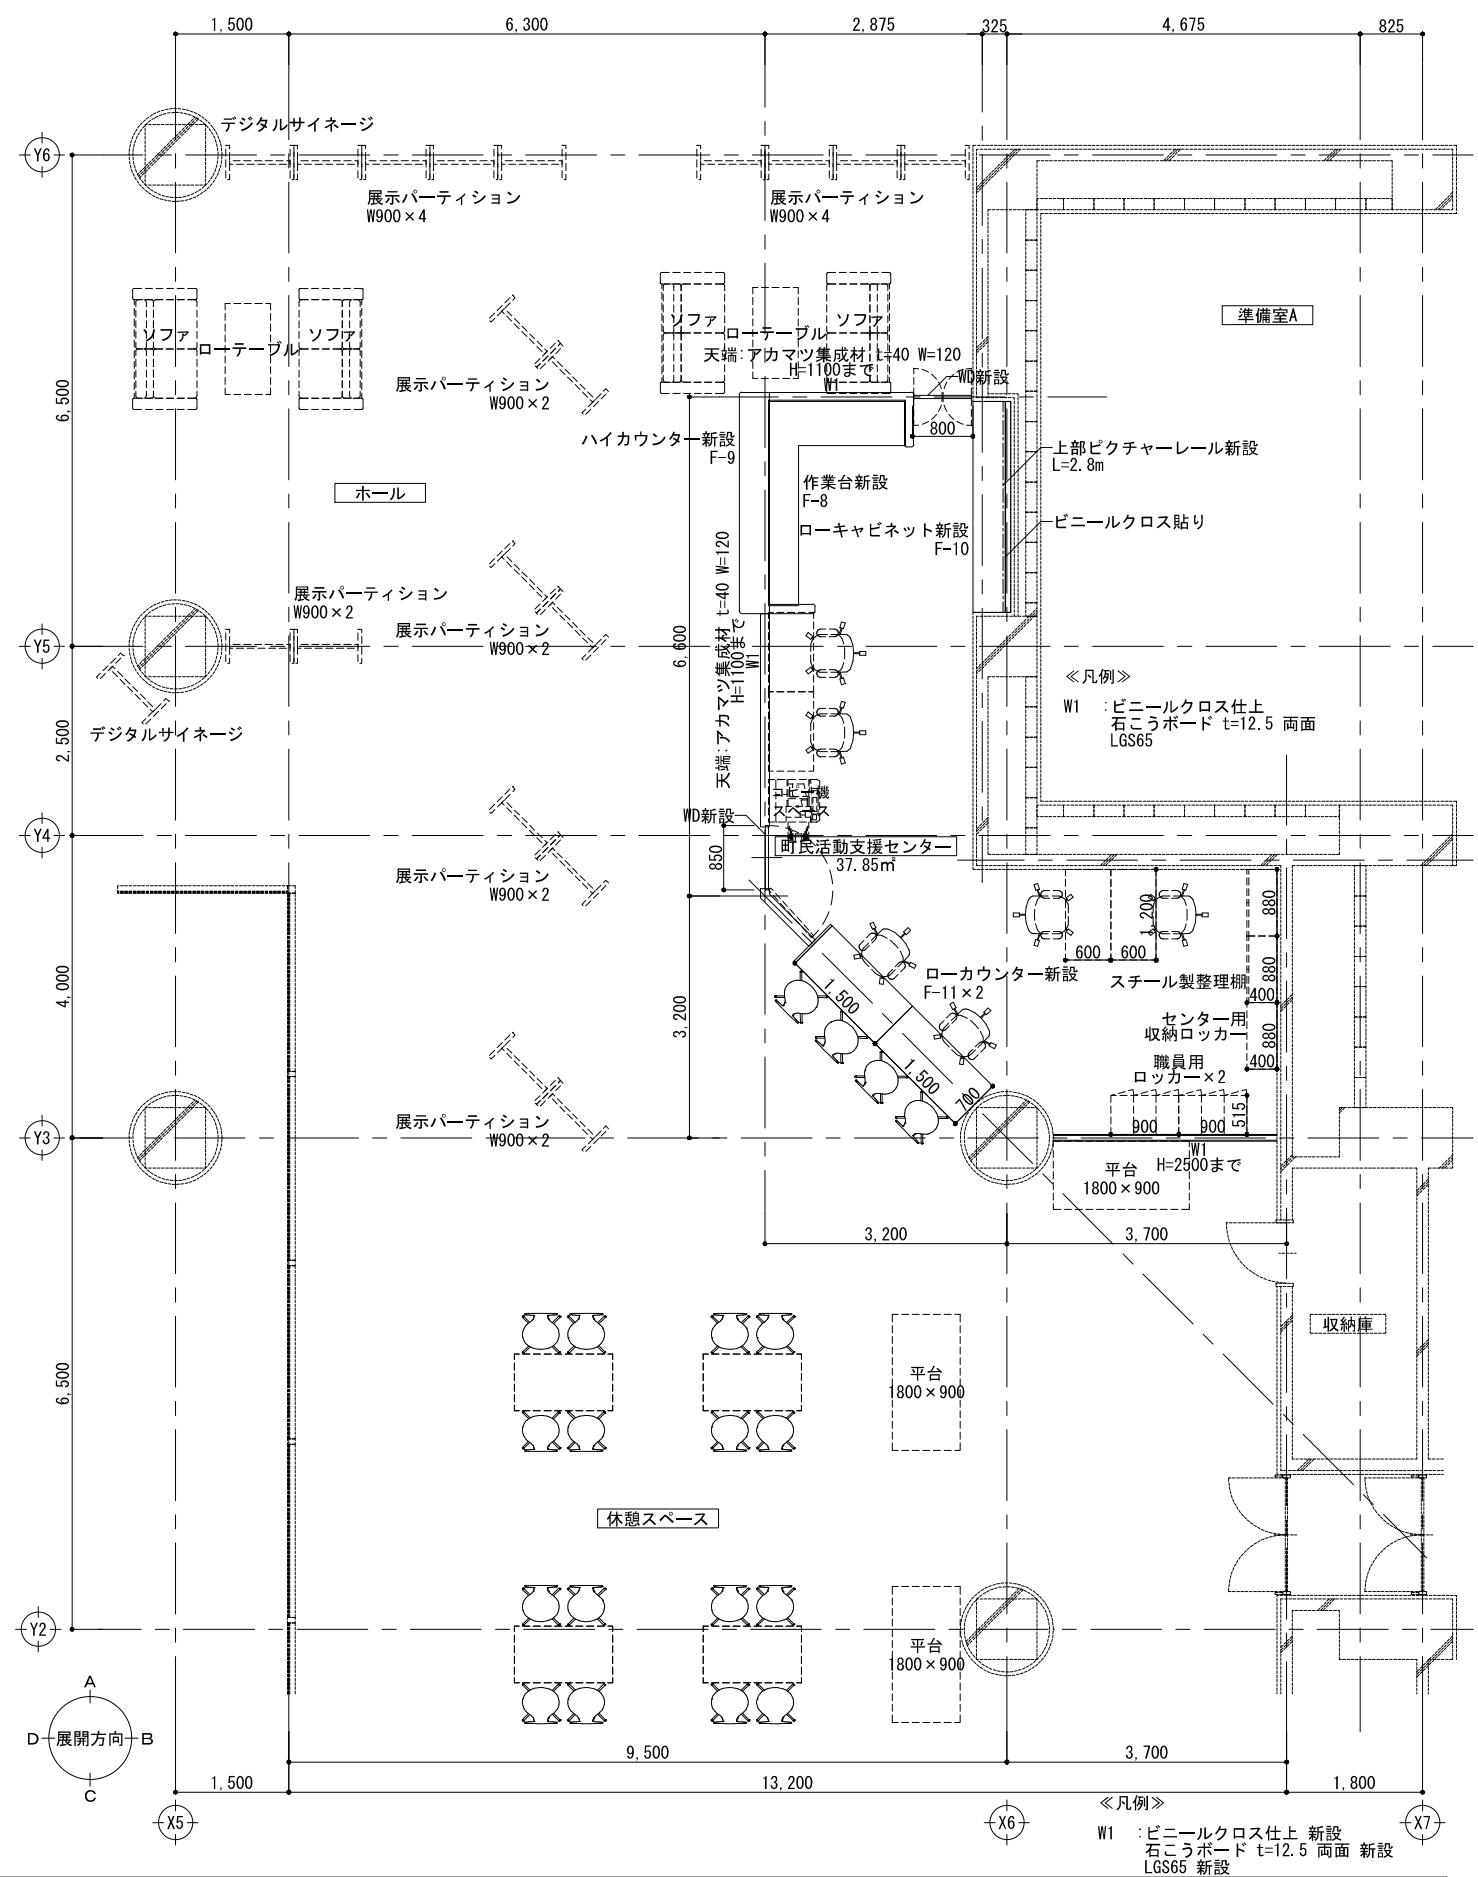 1,500
6,300
2,875
325
4,675
825
デジタルサイネージ
Y6
展示パーティション
W900×4
展示パーティション
W900×4
ソファ
ローテーブル
ソファ
ソファ
ローテーブル
ソファ
準備室A
天端:アカマツ集成材 t=40 W=120
H=1100まで
W1
WD新設
展示パーティション
W900×2
6,500
800
ハイカウンター新設
F-9
上部ピクチャーレール新設
L=2.8m
ホール
作業台新設
F-8
ビニールクロス貼り
ローキャビネット新設
F-10
展示パーティション
W900×2
展示パーティション
W900×2
Y5
6,600
天端:アカマツ集成材 t=40 W=120
H=1100まで
W1
≪凡例≫
W1 :ビニールクロス仕上
石こうボード t=12.5 両面
LGS65
デジタルサイネージ
2,500
コピー機
スペース
WD新設
Y4
町民活動支援センター
37.85㎡
850
展示パーティション
W900×2
880
1,200
600
600
ローカウンター新設
F-11×2
スチール製整理棚
880
400
4,000
1,500
3,200
センター用
収納ロッカー
880
400
1,500
職員用
ロッカー×2
700
515
900
900
展示パーティション
W900×2
Y3
W1
H=2500まで
平台
1800×900
3,200
3,700
収納庫
6,500
平台
1800×900
休憩スペース
Y2
平台
1800×900
A
D
展開方向
B
C
9,500
3,700
1,500
13,200
1,800
X5
X6
X7
≪凡例≫
W1 :ビニールクロス仕上 新設
石こうボード t=12.5 両面 新設
LGS65 新設